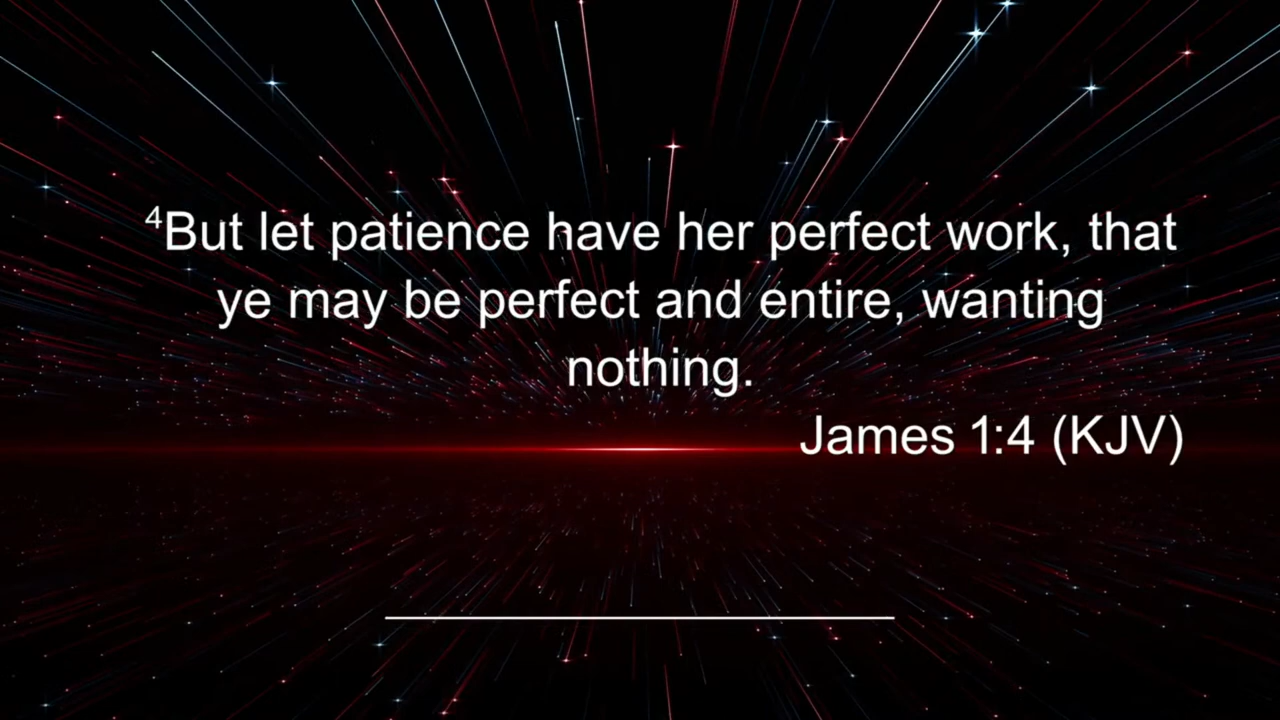 ⁴But let patience have her perfect work, that
ye may be perfect and entire, wanting
nothing.
James 1:4 (KJV)